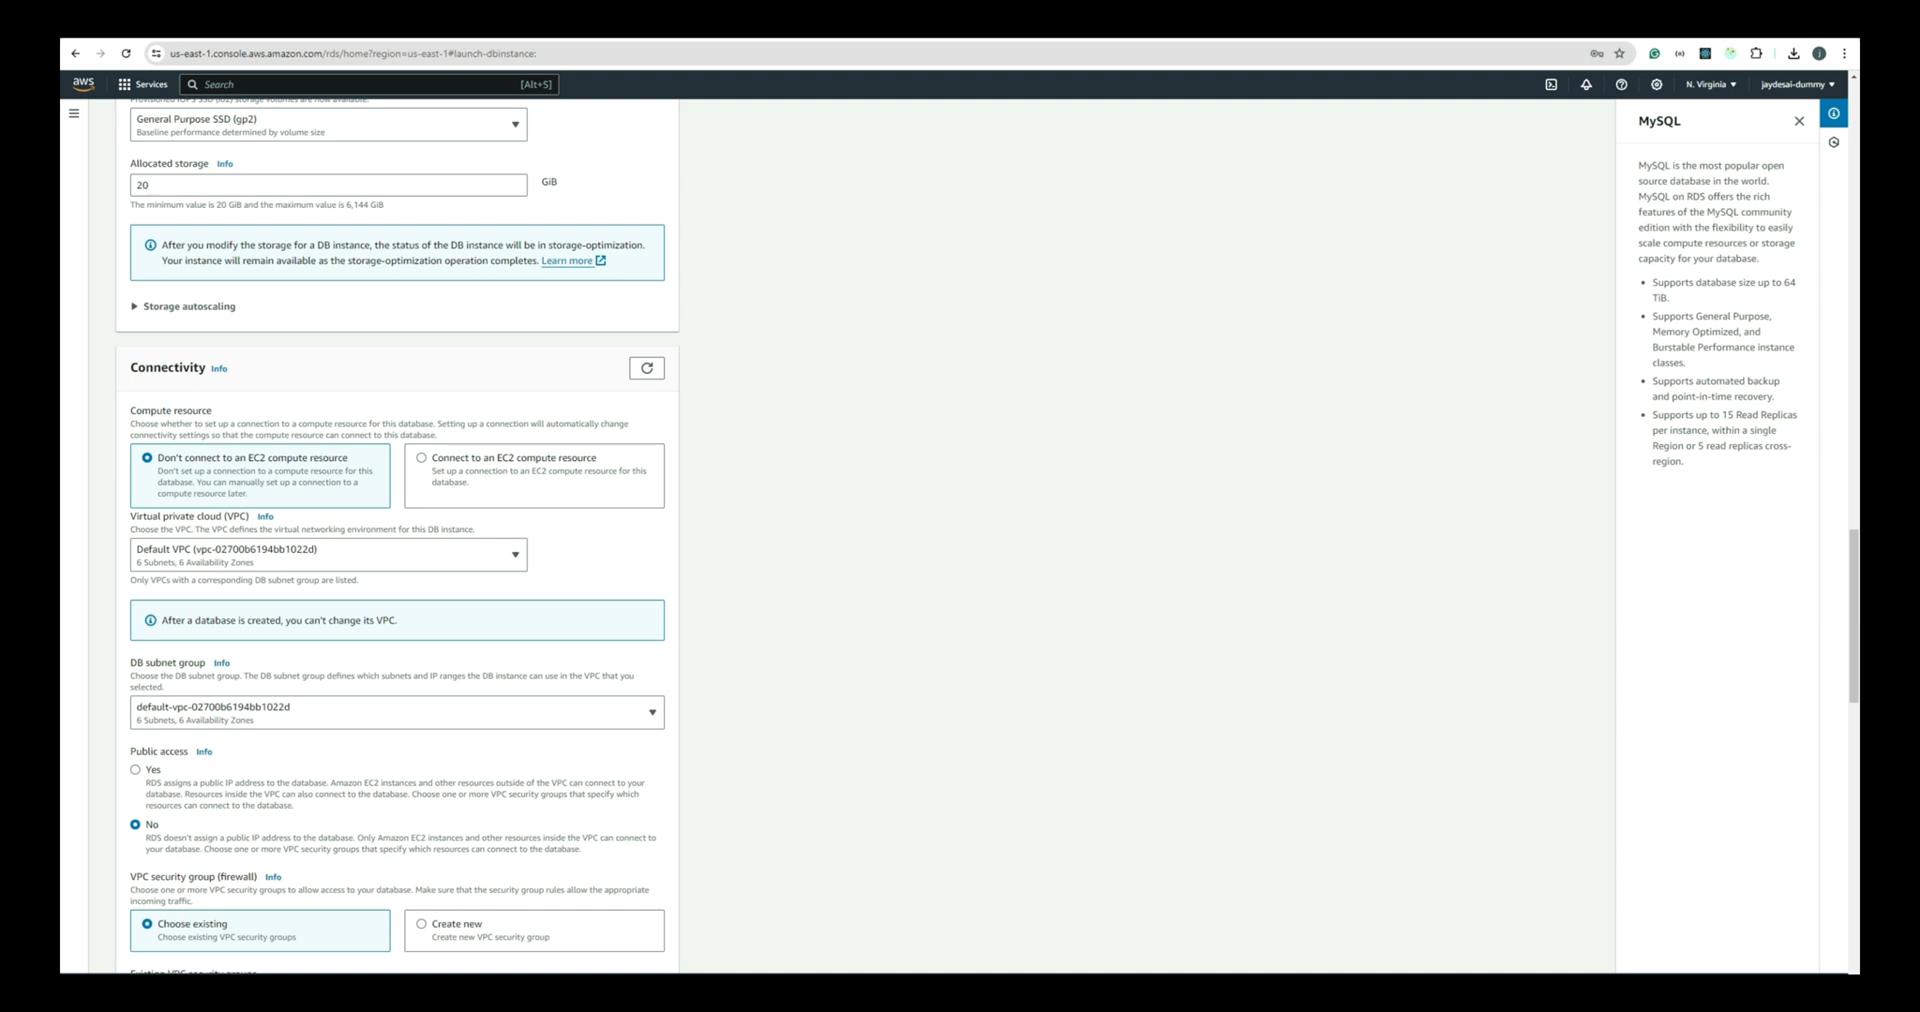 us-east-1.console.aws.amazon.com/rds/home?region=us-east-1#launch-dbinstance:
aws
Services
Search
[Alt+S]
N. Virginia
jaydesai-dummy
General Purpose SSD (gp2)
Baseline performance determined by volume size
Allocated storage Info
20
GiB
The minimum value is 20 GiB and the maximum value is 6,144 GiB
After you modify the storage for a DB instance, the status of the DB instance will be in storage-optimization.
Your instance will remain available as the storage-optimization operation completes. Learn more
Storage autoscaling
Connectivity Info
Compute resource
Choose whether to set up a connection to a compute resource for this database. Setting up a connection will automatically change
connectivity settings so that the compute resource can connect to this database.
Don't connect to an EC2 compute resource
Don't set up a connection to a compute resource for this
database. You can manually set up a connection to a
compute resource later.
Connect to an EC2 compute resource
Set up a connection to an EC2 compute resource for this
database.
Virtual private cloud (VPC) Info
Choose the VPC. The VPC defines the virtual networking environment for this DB instance.
Default VPC (vpc-02700b6194bb1022d)
6 Subnets, 6 Availability Zones
Only VPCs with a corresponding DB subnet group are listed.
After a database is created, you can't change its VPC.
DB subnet group Info
Choose the DB subnet group. The DB subnet group defines which subnets and IP ranges the DB instance can use in the VPC that you
selected.
default-vpc-02700b6194bb1022d
6 Subnets, 6 Availability Zones
Public access Info
Yes
RDS assigns a public IP address to the database. Amazon EC2 instances and other resources outside of the VPC can connect to your
database. Resources inside the VPC can also connect to the database. Choose one or more VPC security groups that specify which
resources can connect to the database.
No
RDS doesn't assign a public IP address to the database. Only Amazon EC2 instances and other resources inside the VPC can connect to
your database. Choose one or more VPC security groups that specify which resources can connect to the database.
VPC security group (firewall) Info
Choose one or more VPC security groups to allow access to your database. Make sure that the security group rules allow the appropriate
incoming traffic.
Choose existing
Choose existing VPC security groups
Create new
Create new VPC security group
MySQL
MySQL is the most popular open
source database in the world.
MySQL on RDS offers the rich
features of the MySQL community
edition with the flexibility to easily
scale compute resources or storage
capacity for your database.
• Supports database size up to 64
TiB.
• Supports General Purpose,
Memory Optimized, and
Burstable Performance instance
classes.
• Supports automated backup
and point-in-time recovery.
• Supports up to 15 Read Replicas
per instance, within a single
Region or 5 read replicas cross-
region.